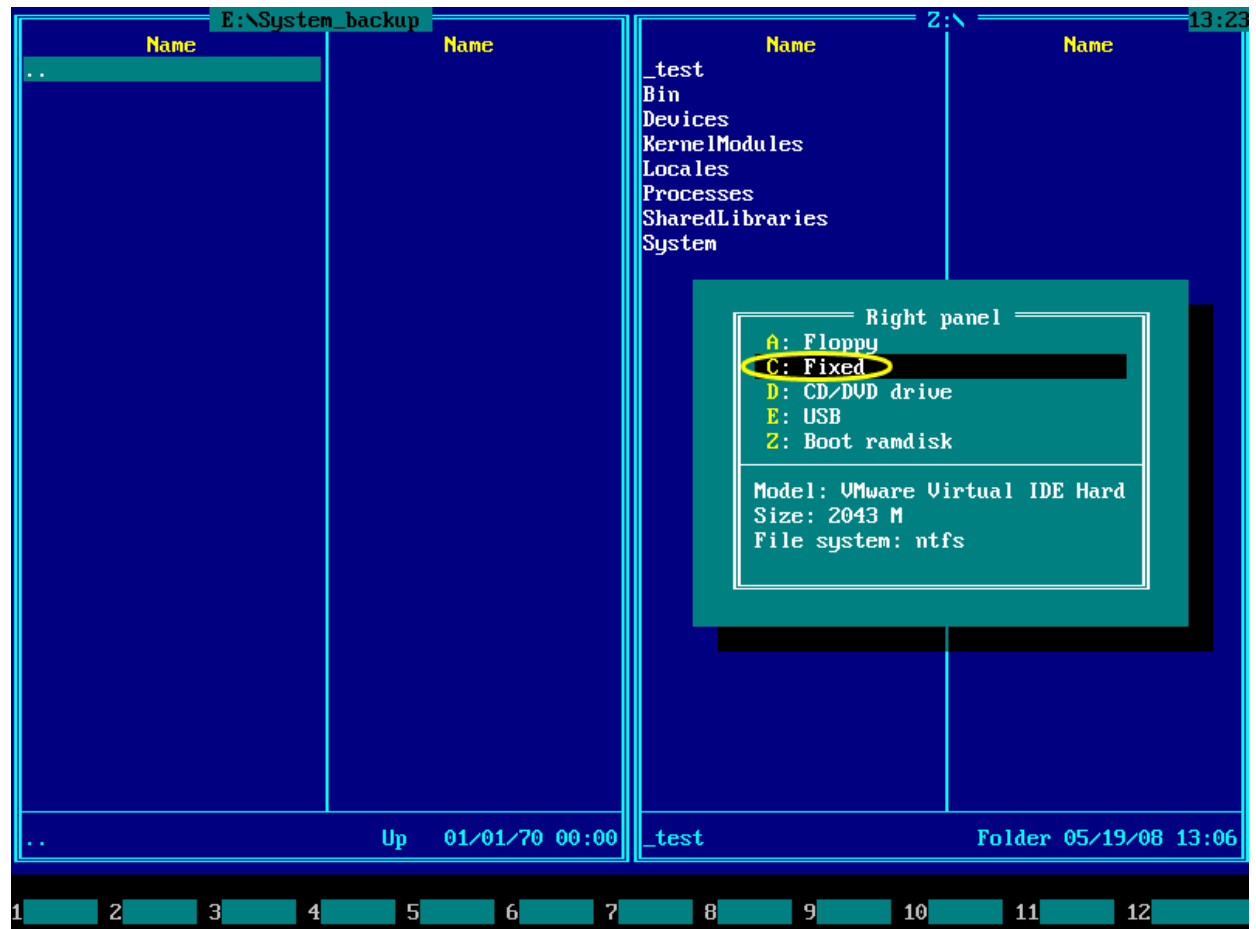 E:\System_backup
Z:\
13:23
Name
Name
Name
Name
..
_test
Bin
Devices
KernelModules
Locales
Processes
SharedLibraries
System
Right panel
A: Floppy
C: Fixed
D: CD/DVD drive
E: USB
Z: Boot ramdisk
Model: VMware Virtual IDE Hard
Size: 2043 M
File system: ntfs
.. Up 01/01/70 00:00
_test Folder 05/19/08 13:06
1 2 3 4 5 6 7 8 9 10 11 12